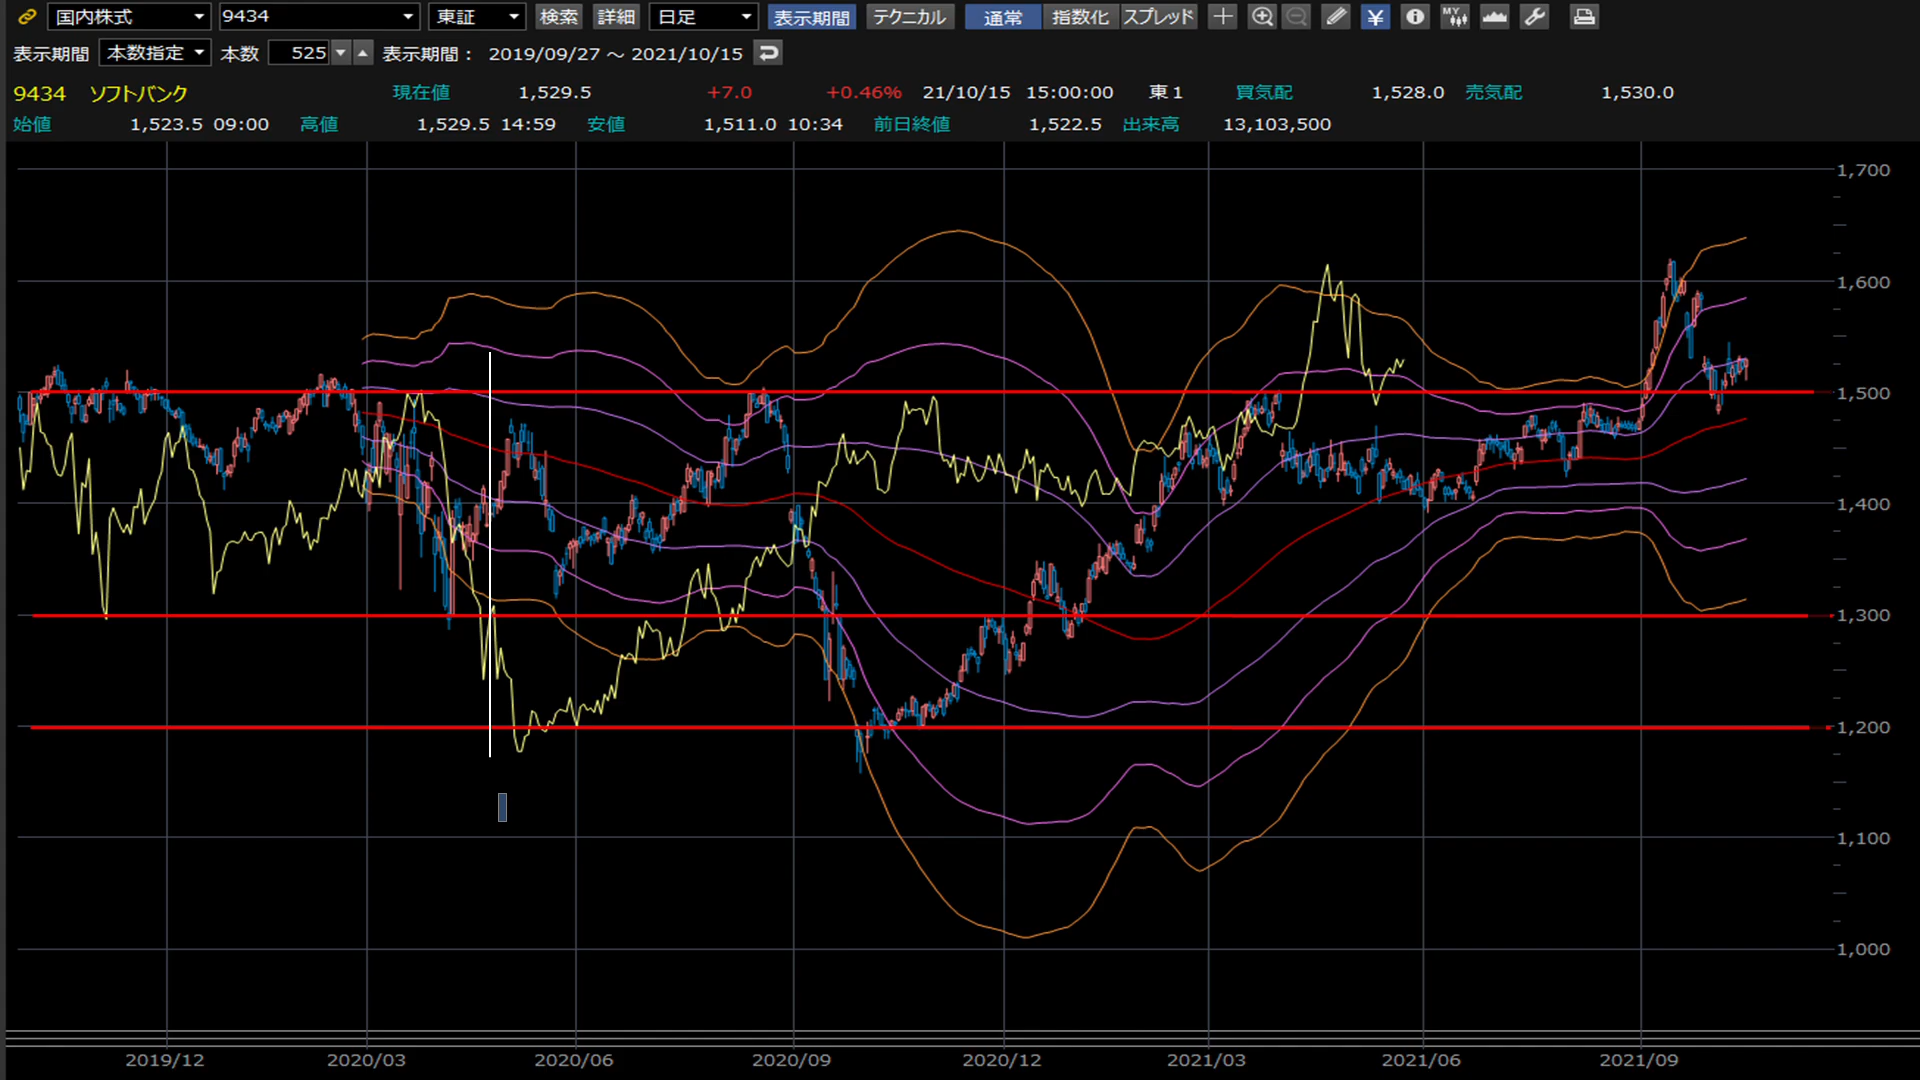 国内株式 9434 東証 検索 詳細 日足 表示期間 テクニカル 通常 指数化 スプレッド ¥ MY
表示期間 本数指定 本数 525 表示期間： 2019/09/27 ～ 2021/10/15
9434 ソフトバンク 現在値 1,529.5 +7.0 +0.46% 21/10/15 15:00:00 東1 買気配 1,528.0 売気配 1,530.0
始値 1,523.5 09:00 高値 1,529.5 14:59 安値 1,511.0 10:34 前日終値 1,522.5 出来高 13,103,500
1,700
1,600
1,500
1,400
1,300
1,200
1,100
1,000
2019/12 2020/03 2020/06 2020/09 2020/12 2021/03 2021/06 2021/09